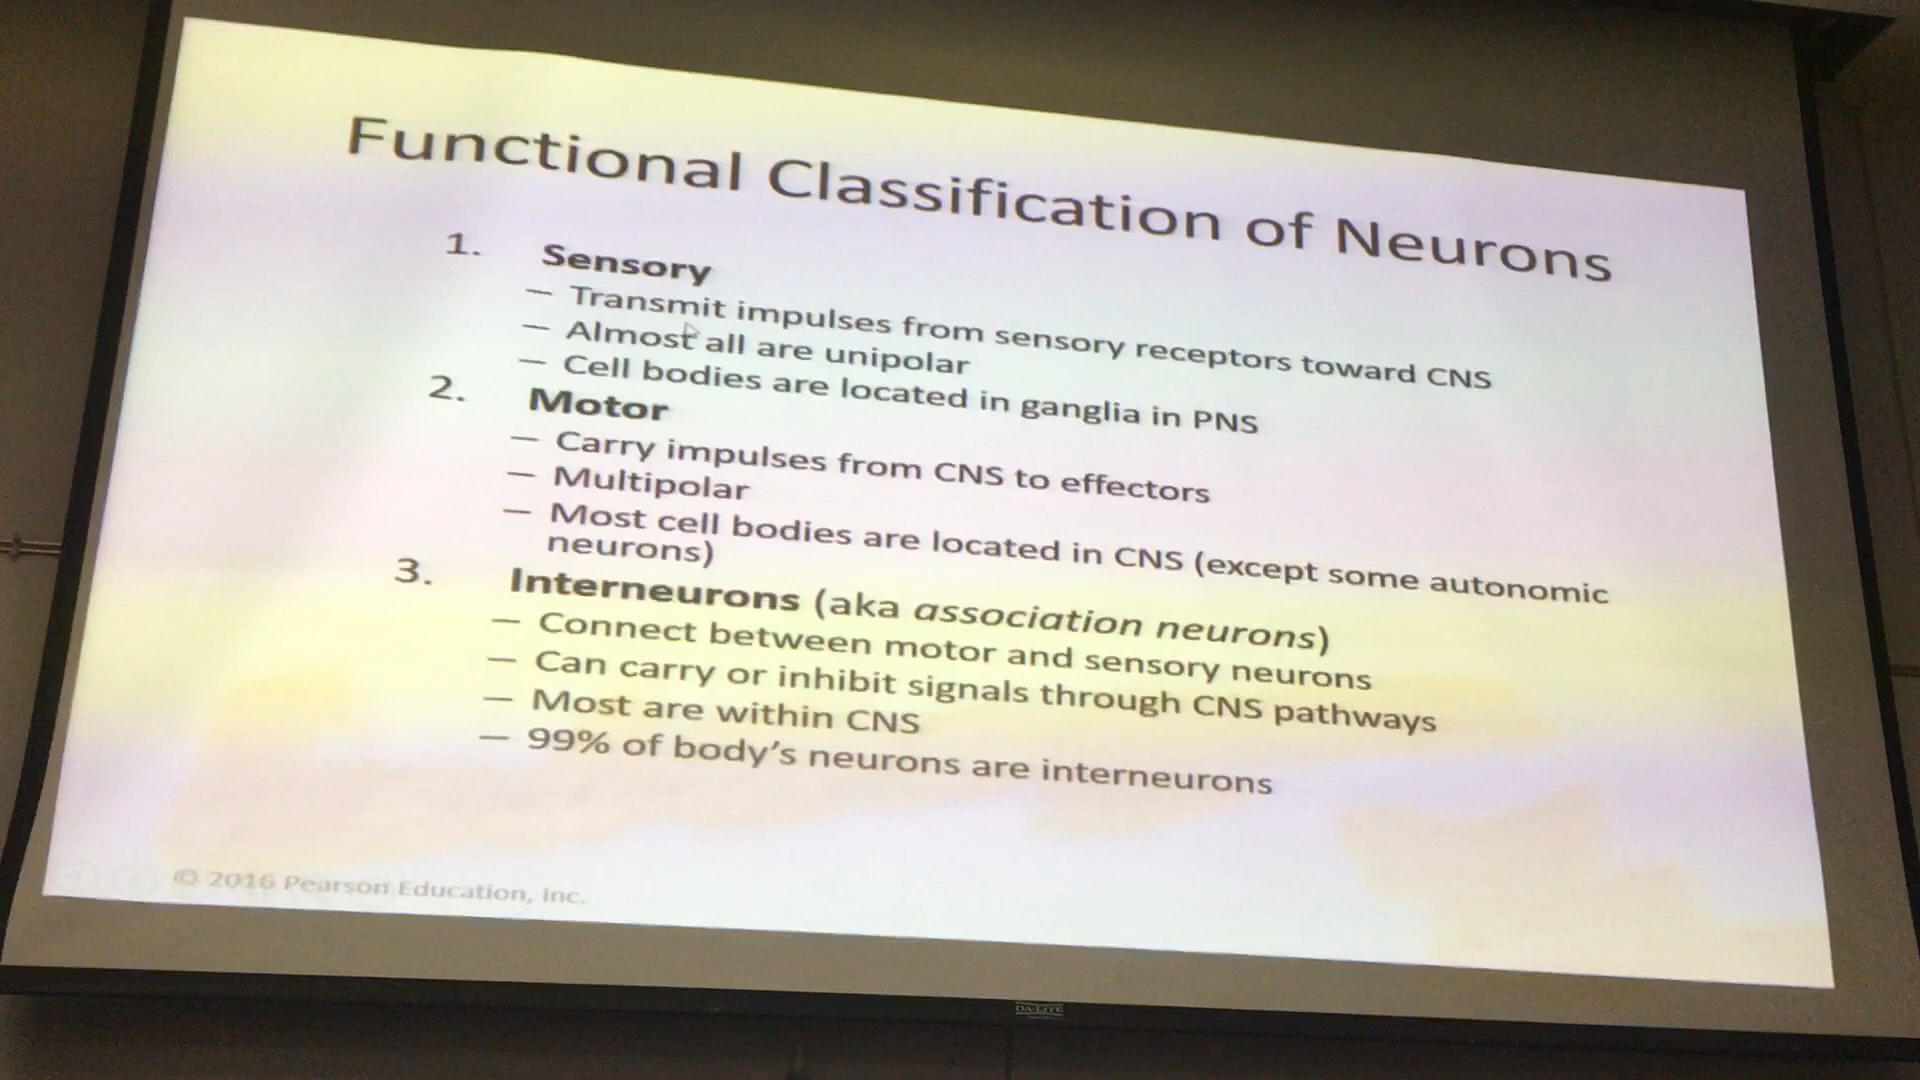 Functional Classification of Neurons
1. Sensory
– Transmit impulses from sensory receptors toward CNS
– Almost all are unipolar
– Cell bodies are located in ganglia in PNS
2. Motor
– Carry impulses from CNS to effectors
– Multipolar
– Most cell bodies are located in CNS (except some autonomic
neurons)
3. Interneurons (aka association neurons)
– Connect between motor and sensory neurons
– Can carry or inhibit signals through CNS pathways
– Most are within CNS
– 99% of body’s neurons are interneurons
© 2016 Pearson Education, Inc.
DA-LITE